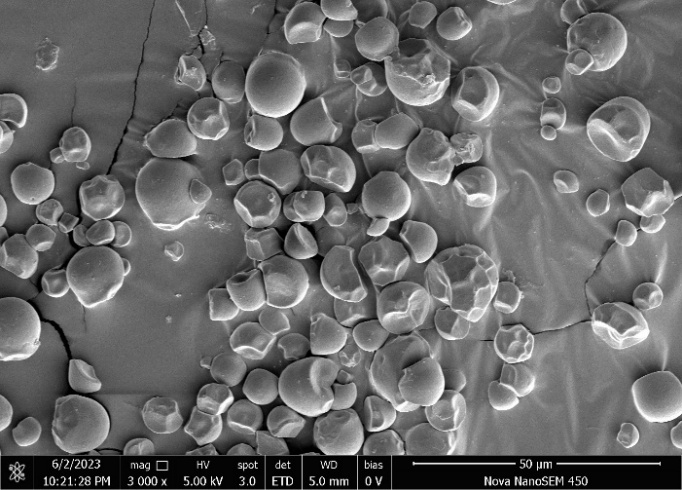 6/2/2023 mag HV spot det WD bias 50 µm
10:21:28 PM 3 000 x 5.00 kV 3.0 ETD 5.0 mm 0 V Nova NanoSEM 450